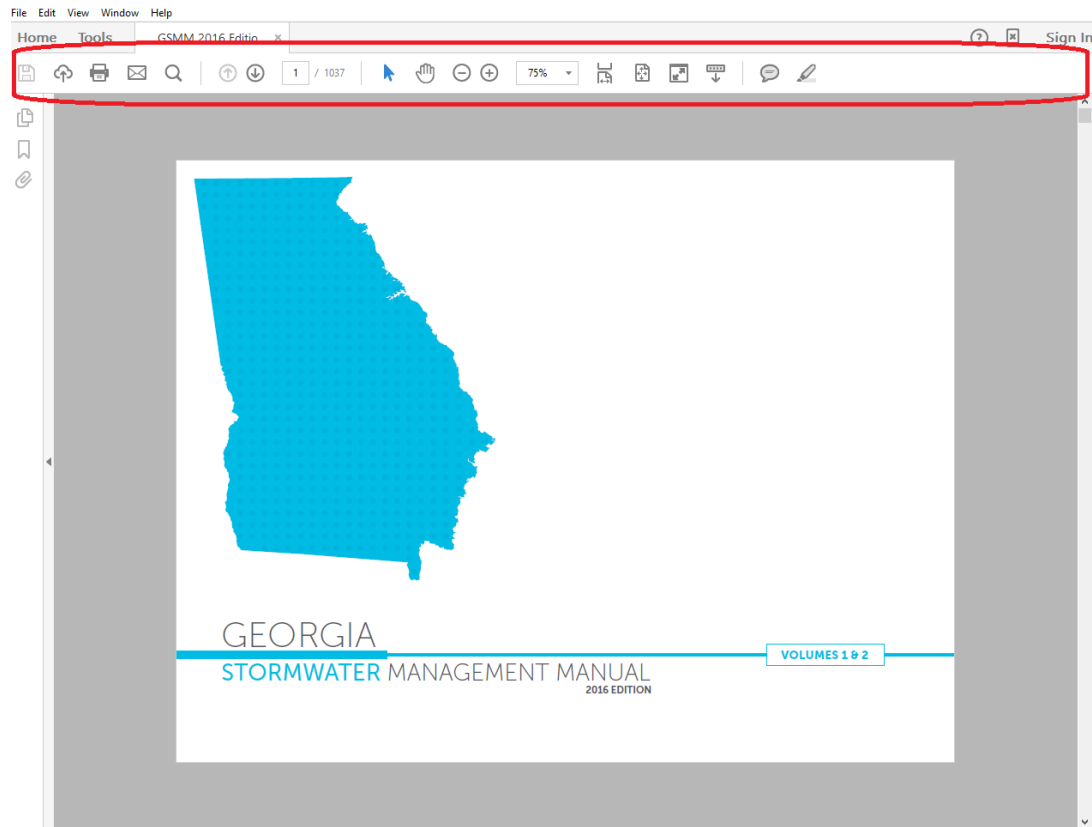 File Edit View Window Help
Home Tools GSMM 2016 Editio... × ? Sign In
1 / 1037 75%
GEORGIA
VOLUMES 1 & 2
STORMWATER MANAGEMENT MANUAL
2016 EDITION